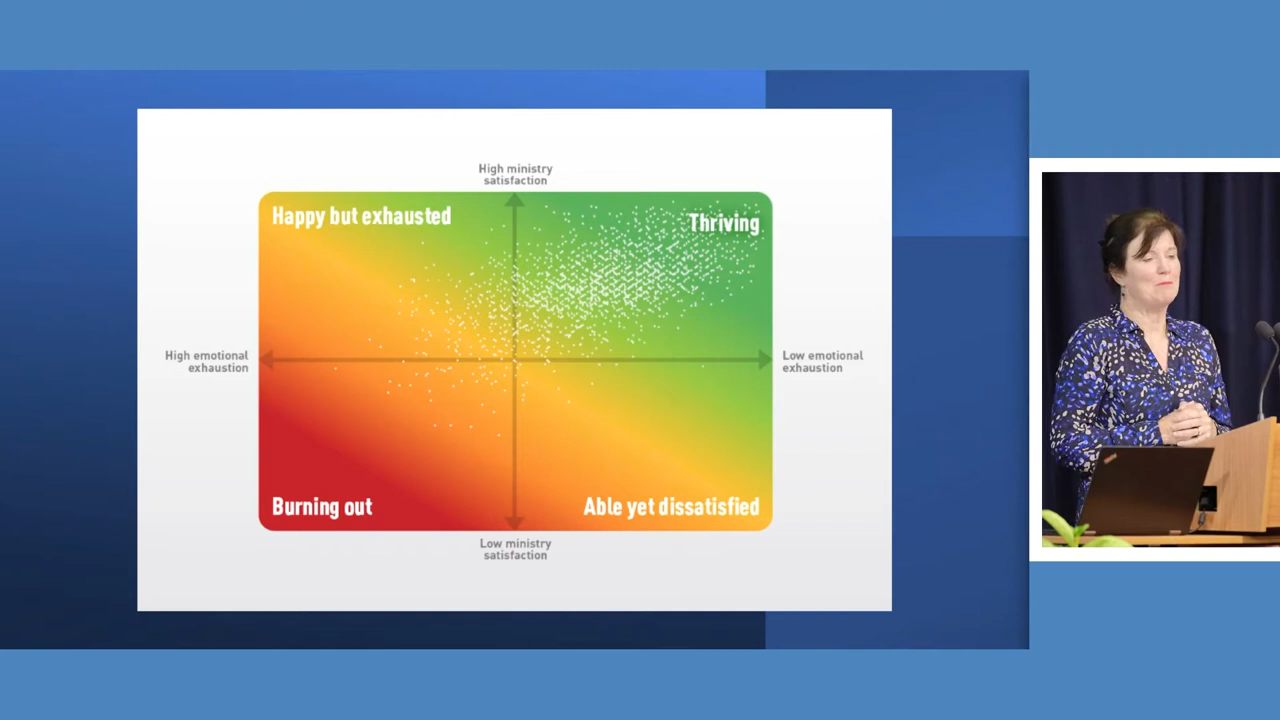 High ministry
satisfaction
Happy but exhausted
Thriving
High emotional
exhaustion
Low emotional
exhaustion
Burning out
Able yet dissatisfied
Low ministry
satisfaction